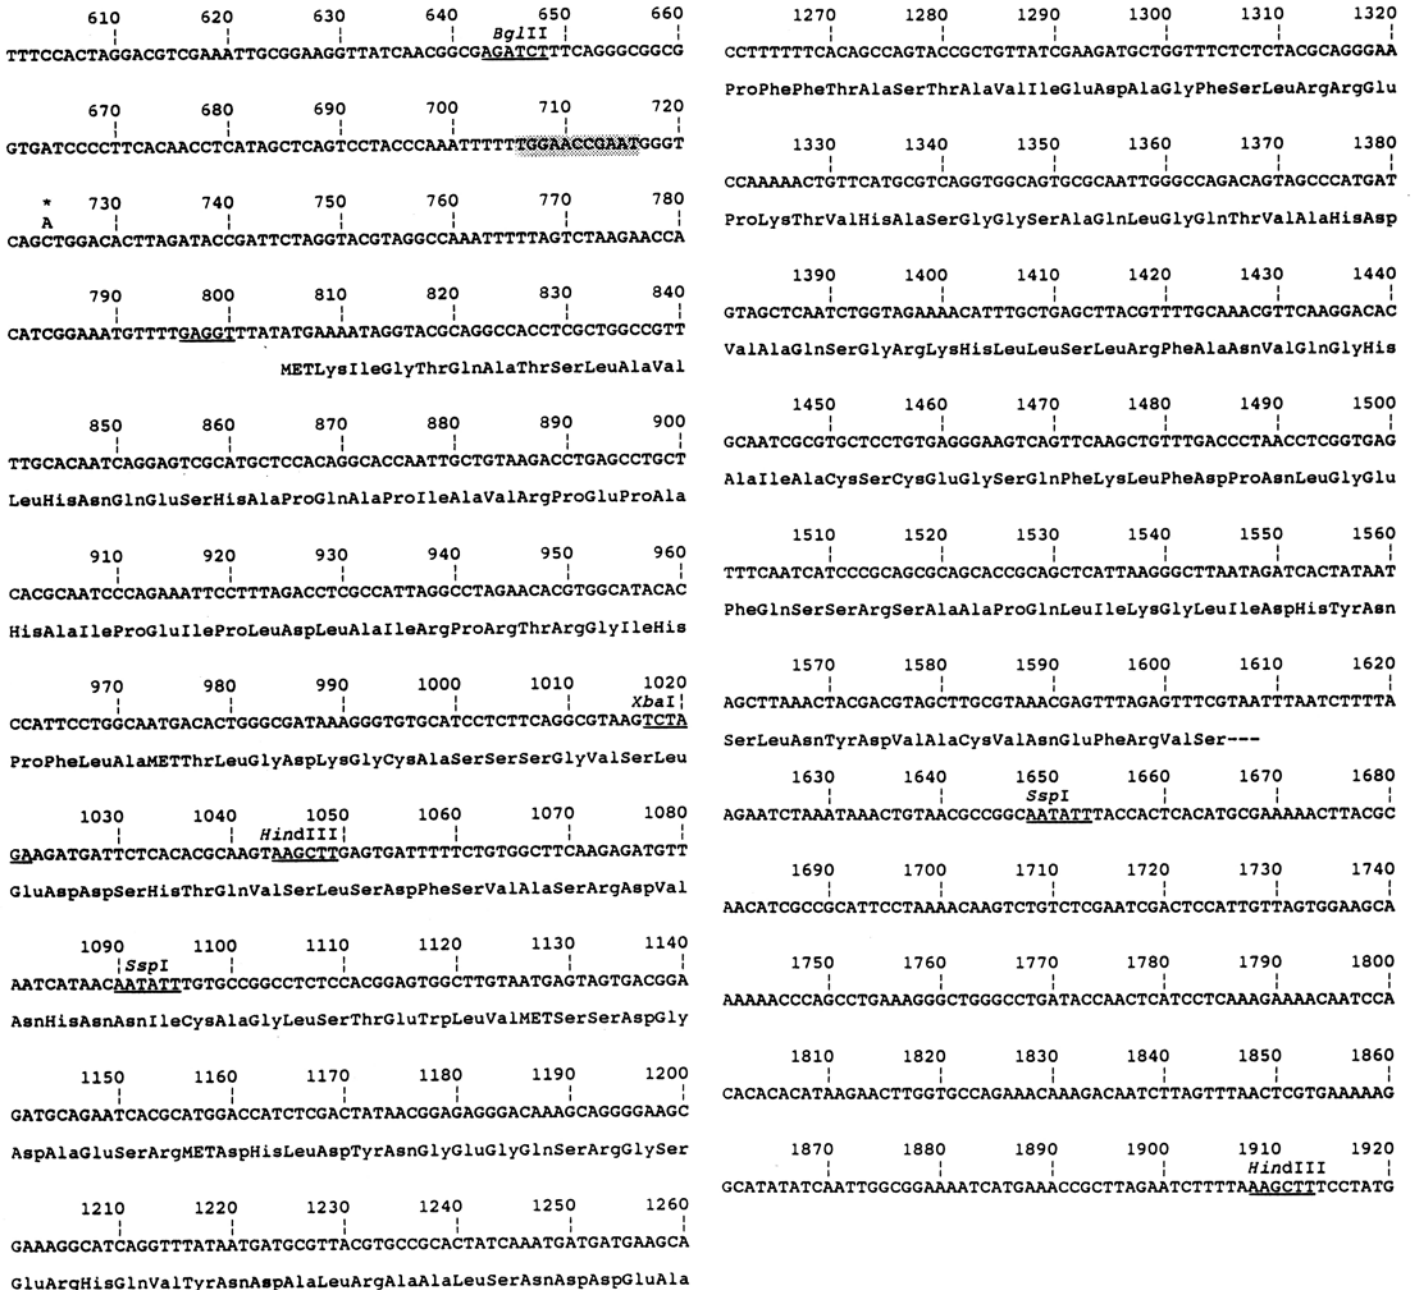 610 620 630 640 650 660
BglII
TTTCCACTAGGACGTCGAAATTGCGGAAGGTTATCAACGGCGAGATCTTTCAGGGCGGCG
670 680 690 700 710 720
GTGATCCCCTTCACAACCTCATAGCTCAGTCCTACCCAAATTTTTTGGAACCGAATGGGT
* 730 740 750 760 770 780
A
CAGCTGGACACTTAGATACCGATTCTAGGTACGTAGGCCAAATTTTTAGTCTAAGAACCA
790 800 810 820 830 840
CATCGGAAATGTTTTGAGGTTTATATGAAAATAGGTACGCAGGCCACCTCGCTGGCCGTT
METLysIleGlyThrGlnAlaThrSerLeuAlaVal
850 860 870 880 890 900
TTGCACAATCAGGAGTCGCATGCTCCACAGGCACCAATTGCTGTAAGACCTGAGCCTGCT
LeuHisAsnGlnGluSerHisAlaProGlnAlaProIleAlaValArgProGluProAla
910 920 930 940 950 960
CACGCAATCCCAGAAATTCCTTTAGACCTCGCCATTAGGCCTAGAACACGTGGCATACAC
HisAlaIleProGluIleProLeuAspLeuAlaIleArgProArgThrArgGlyIleHis
970 980 990 1000 1010 1020
XbaI
CCATTCCTGGCAATGACACTGGGCGATAAAGGGTGTGCATCCTCTTCAGGCGTAAGTCTA
ProPheLeuAlaMETThrLeuGlyAspLysGlyCysAlaSerSerSerGlyValSerLeu
1030 1040 1050 1060 1070 1080
HindIII
GAAGATGATTCTCACACGCAAGTAAGCTTGAGTGATTTTTCTGTGGCTTCAAGAGATGTT
GluAspAspSerHisThrGlnValSerLeuSerAspPheSerValAlaSerArgAspVal
1090 1100 1110 1120 1130 1140
SspI
AATCATAACAATATTTGTGCCGGCCTCTCCACGGAGTGGCTTGTAATGAGTAGTGACGGA
AsnHisAsnAsnIleCysAlaGlyLeuSerThrGluTrpLeuValMETSerSerAspGly
1150 1160 1170 1180 1190 1200
GATGCAGAATCACGCATGGACCATCTCGACTATAACGGAGAGGGACAAAGCAGGGGAAGC
AspAlaGluSerArgMETAspHisLeuAspTyrAsnGlyGluGlyGlnSerArgGlySer
1210 1220 1230 1240 1250 1260
GAAAGGCATCAGGTTTATAATGATGCGTTACGTGCCGCACTATCAAATGATGATGAAGCA
GluArgHisGlnValTyrAsnAspAlaLeuArgAlaAlaLeuSerAsnAspAspGluAla
1270 1280 1290 1300 1310 1320
CCTTTTTTCACAGCCAGTACCGCTGTTATCGAAGATGCTGGTTTCTCTCTACGCAGGGAA
ProPhePheThrAlaSerThrAlaValIleGluAspAlaGlyPheSerLeuArgArgGlu
1330 1340 1350 1360 1370 1380
CCAAAAACTGTTCATGCGTCAGGTGGCAGTGCGCAATTGGGCCAGACAGTAGCCCATGAT
ProLysThrValHisAlaSerGlyGlySerAlaGlnLeuGlyGlnThrValAlaHisAsp
1390 1400 1410 1420 1430 1440
GTAGCTCAATCTGGTAGAAAACATTTGCTGAGCTTACGTTTTGCAAACGTTCAAGGACAC
ValAlaGlnSerGlyArgLysHisLeuLeuSerLeuArgPheAlaAsnValGlnGlyHis
1450 1460 1470 1480 1490 1500
GCAATCGCGTGCTCCTGTGAGGGAAGTCAGTTCAAGCTGTTTGACCCTAACCTCGGTGAG
AlaIleAlaCysSerCysGluGlySerGlnPheLysLeuPheAspProAsnLeuGlyGlu
1510 1520 1530 1540 1550 1560
TTTCAATCATCCCGCAGCGCAGCACCGCAGCTCATTAAGGGCTTAATAGATCACTATAAT
PheGlnSerSerArgSerAlaAlaProGlnLeuIleLysGlyLeuIleAspHisTyrAsn
1570 1580 1590 1600 1610 1620
AGCTTAAACTACGACGTAGCTTGCGTAAACGAGTTTAGAGTTTCGTAATTTAATCTTTTA
SerLeuAsnTyrAspValAlaCysValAsnGluPheArgValSer---
1630 1640 1650 1660 1670 1680
SspI
AGAATCTAAATAAACTGTAACGCCGGCAATATTTACCACTCACATGCGAAAAACTTACGC
1690 1700 1710 1720 1730 1740
AACATCGCCGCATTCCTAAAACAAGTCTGTCTCGAATCGACTCCATTGTTAGTGGAAGCA
1750 1760 1770 1780 1790 1800
AAAAACCCAGCCTGAAAGGGCTGGGCCTGATACCAACTCATCCTCAAAGAAAACAATCCA
1810 1820 1830 1840 1850 1860
CACACACATAAGAACTTGGTGCCAGAAACAAAGACAATCTTAGTTTAACTCGTGAAAAAG
1870 1880 1890 1900 1910 1920
HindIII
GCATATATCAATTGGCGGAAAATCATGAAACCGCTTAGAATCTTTTAAAGCTTTCCTATG